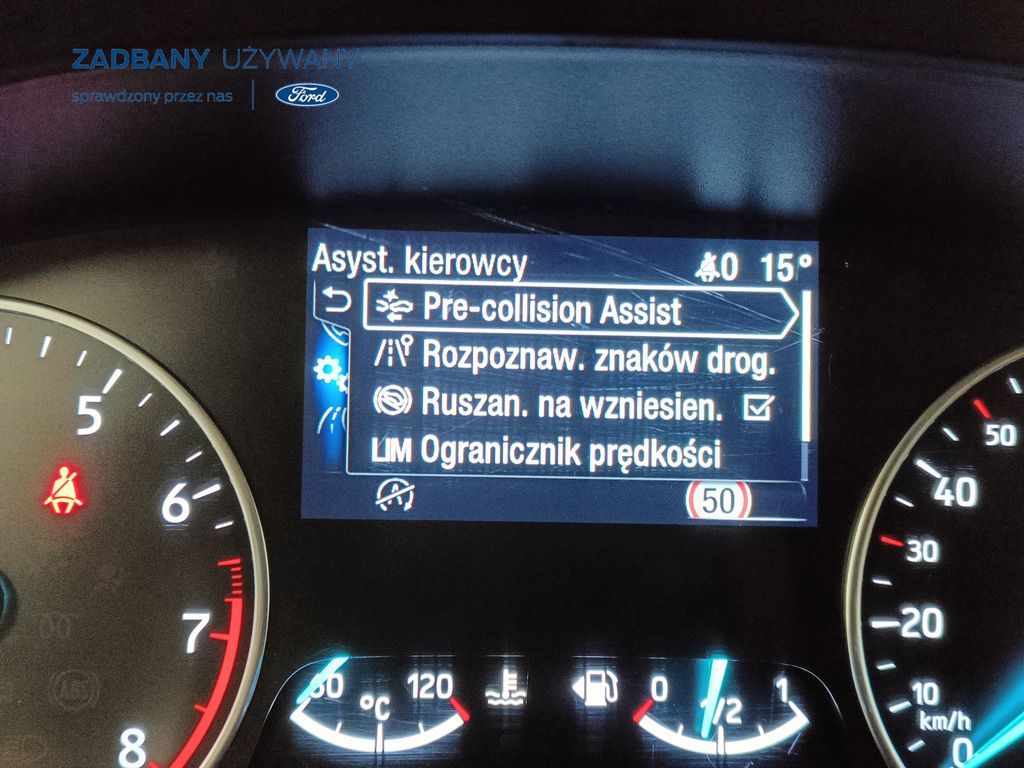 ZADBANY UŻYWANY
sprawdzony przez nas
Ford
Asyst. kierowcy
0 15°
Pre-collision Assist
Rozpoznaw. znaków drog.
Ruszan. na wzniesien.
LIM Ogranicznik prędkości
A
50
5
6
7
8
60
120
°C
0
1/2
1
50
40
30
20
10
km/h
0